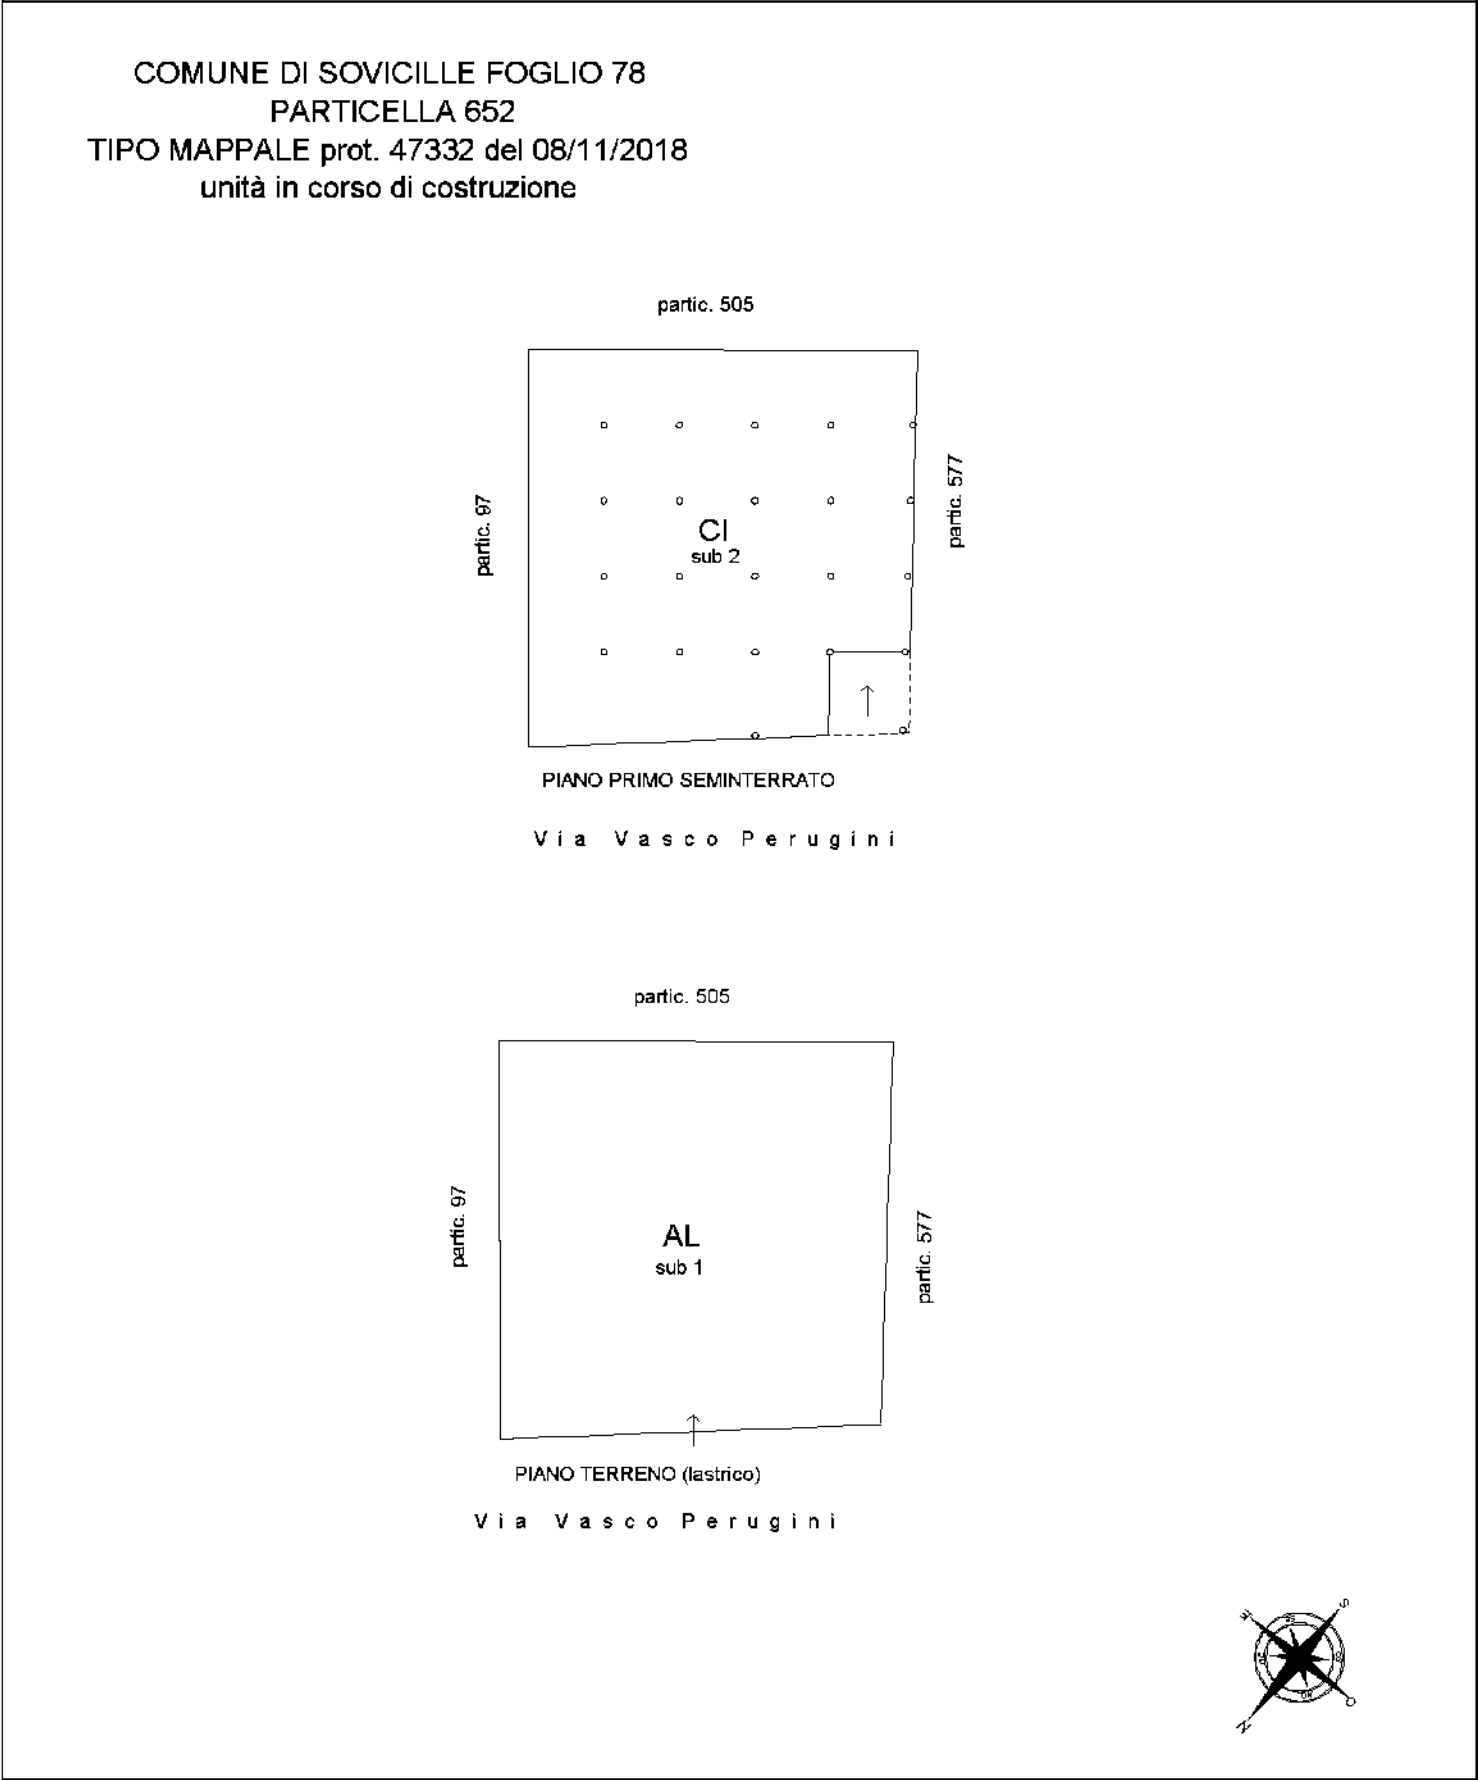 COMUNE DI SOVICILLE FOGLIO 78
PARTICELLA 652
TIPO MAPPALE prot. 47332 del 08/11/2018
unità in corso di costruzione
partic. 505
partic. 97
partic. 577
CI
sub 2
PIANO PRIMO SEMINTERRATO
Via Vasco Perugini
partic. 505
partic. 97
partic. 577
AL
sub 1
PIANO TERRENO (lastrico)
Via Vasco Perugini
S
O
N